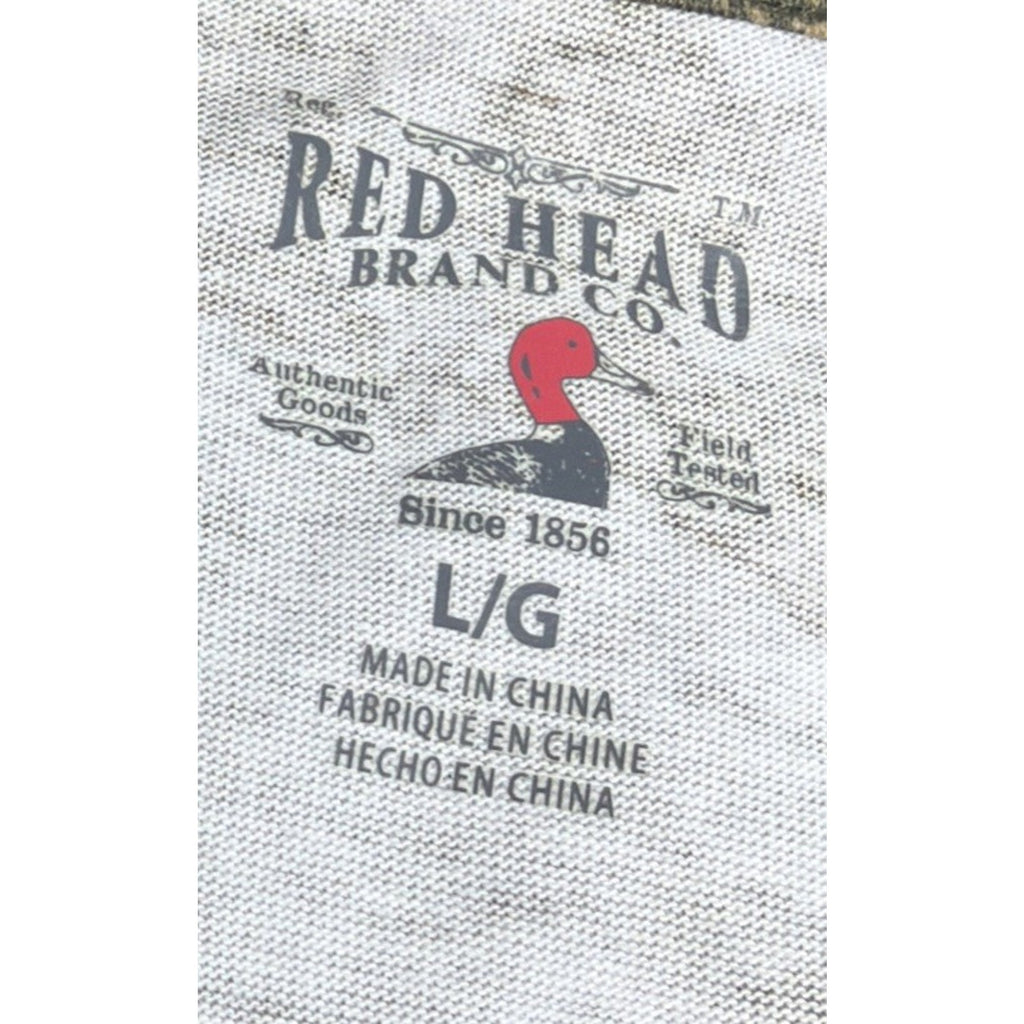 Reg.
T.M.
RED HEAD
BRAND CO.
Authentic
Goods
Field
Tested
Since 1856
L/G
MADE IN CHINA
FABRIQUÉ EN CHINE
HECHO EN CHINA